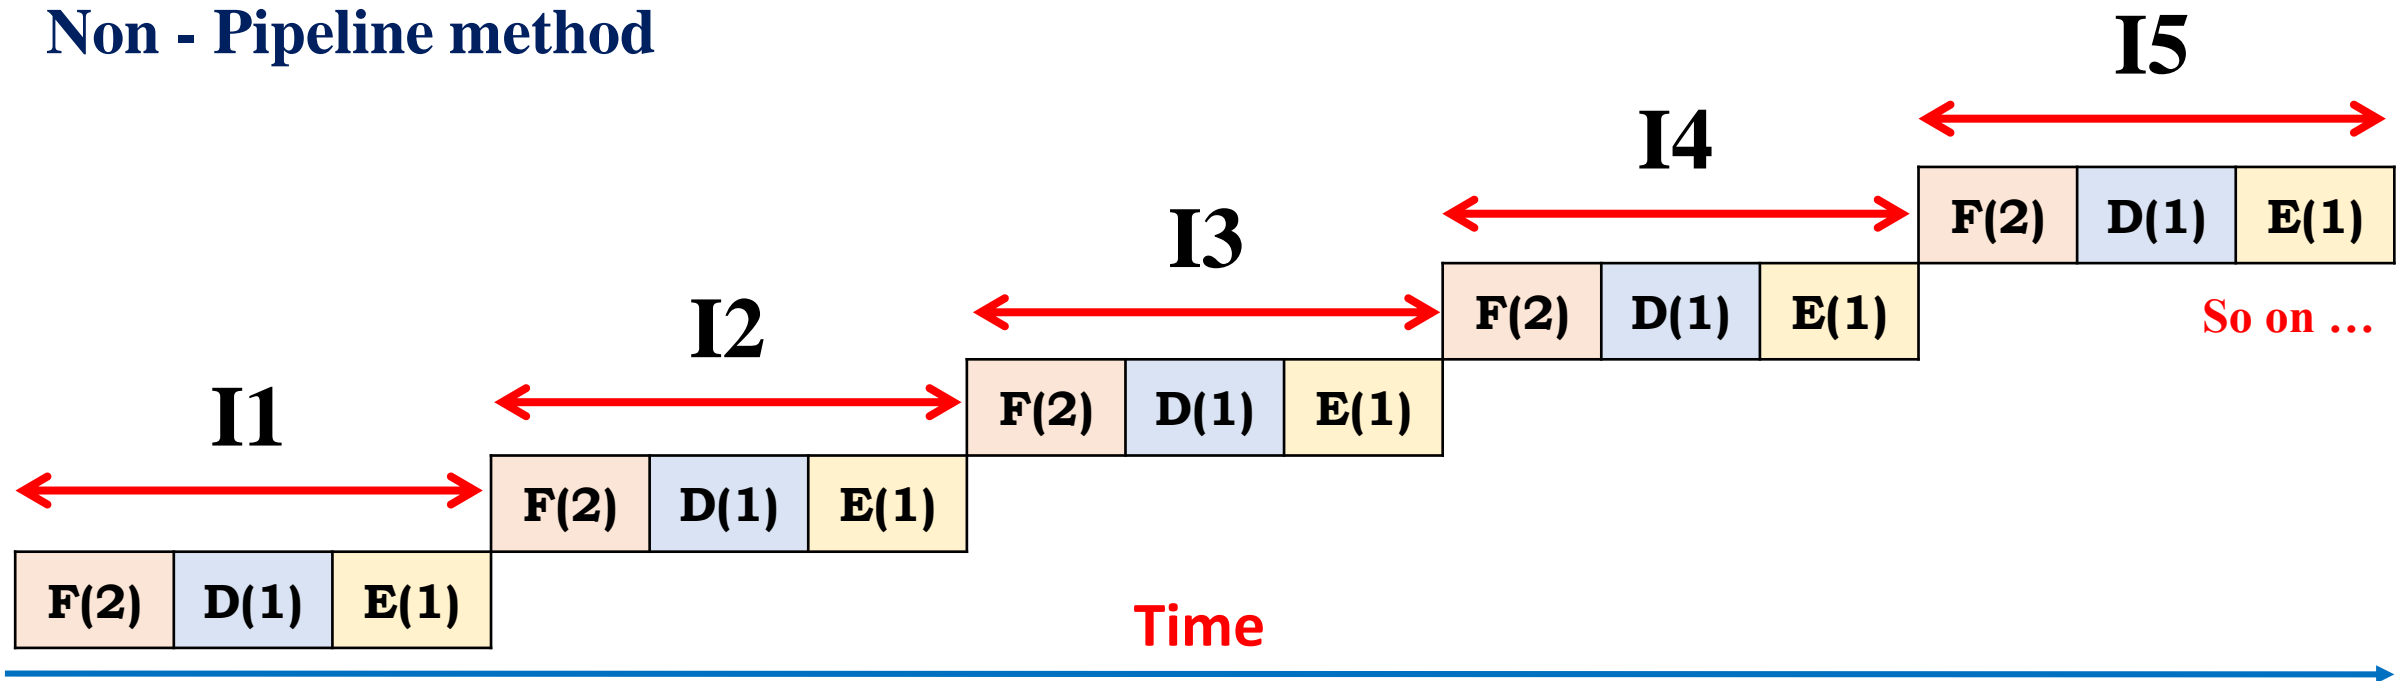 Non - Pipeline method
I5
I4
F(2) D(1) E(1)
I3
F(2) D(1) E(1)
So on …
I2
F(2) D(1) E(1)
I1
F(2) D(1) E(1)
F(2) D(1) E(1)
Time